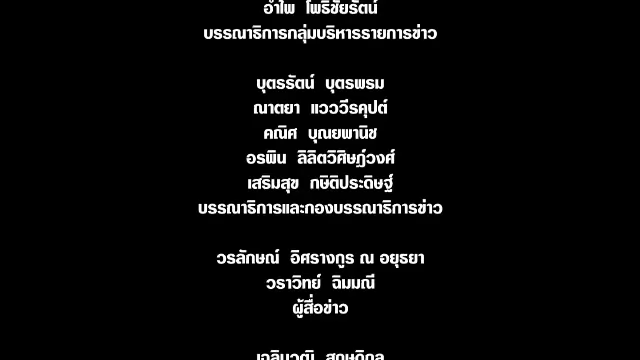 อำไพ โพธิ์ชัยรัตน์
บรรณาธิการกลุ่มบริหารรายการข่าว
บุตรรัตน์ บุตรพรม
ณาตยา แวววีรคุปต์
คณิศ บุณยพานิช
อรพิน ลิลิตวิศิษฎ์วงศ์
เสริมสุข กษิติประดิษฐ์
บรรณาธิการและกองบรรณาธิการข่าว
วรลักษณ์ อิศรางกูร ณ อยุธยา
วราวิทย์ ฉิมมณี
ผู้สื่อข่าว